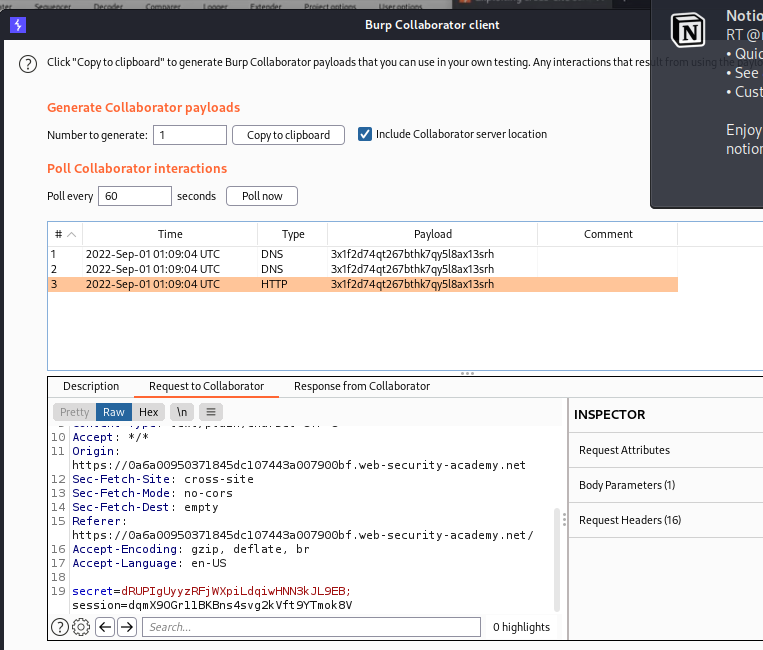 Sequencer Decoder Comparer Logger Extender Project options User options
Burp Collaborator client
Notio
RT @
• Quic
• See
• Cust
Enjoy
notion
Click "Copy to clipboard" to generate Burp Collaborator payloads that you can use in your own testing. Any interactions that result from using the
Generate Collaborator payloads
Number to generate: 1 Copy to clipboard Include Collaborator server location
Poll Collaborator interactions
Poll every 60 seconds Poll now
# Time Type Payload Comment
1 2022-Sep-01 01:09:04 UTC DNS 3x1f2d74qt267bthk7qy5l8ax13srh
2 2022-Sep-01 01:09:04 UTC DNS 3x1f2d74qt267bthk7qy5l8ax13srh
3 2022-Sep-01 01:09:04 UTC HTTP 3x1f2d74qt267bthk7qy5l8ax13srh
Description Request to Collaborator Response from Collaborator
Pretty Raw Hex \n
10 Accept: */*
11 Origin:
https://0a6a00950371845dc107443a007900bf.web-security-academy.net
12 Sec-Fetch-Site: cross-site
13 Sec-Fetch-Mode: no-cors
14 Sec-Fetch-Dest: empty
15 Referer:
https://0a6a00950371845dc107443a007900bf.web-security-academy.net/
16 Accept-Encoding: gzip, deflate, br
17 Accept-Language: en-US
18
19 secret=dRUPIgUyyzRFjWXpiLdqiwHNN3kJL9EB;
session=dqmX9OGrl1BKBns4svg2kVft9YTmok8V
INSPECTOR
Request Attributes
Body Parameters (1)
Request Headers (16)
Search...
0 highlights